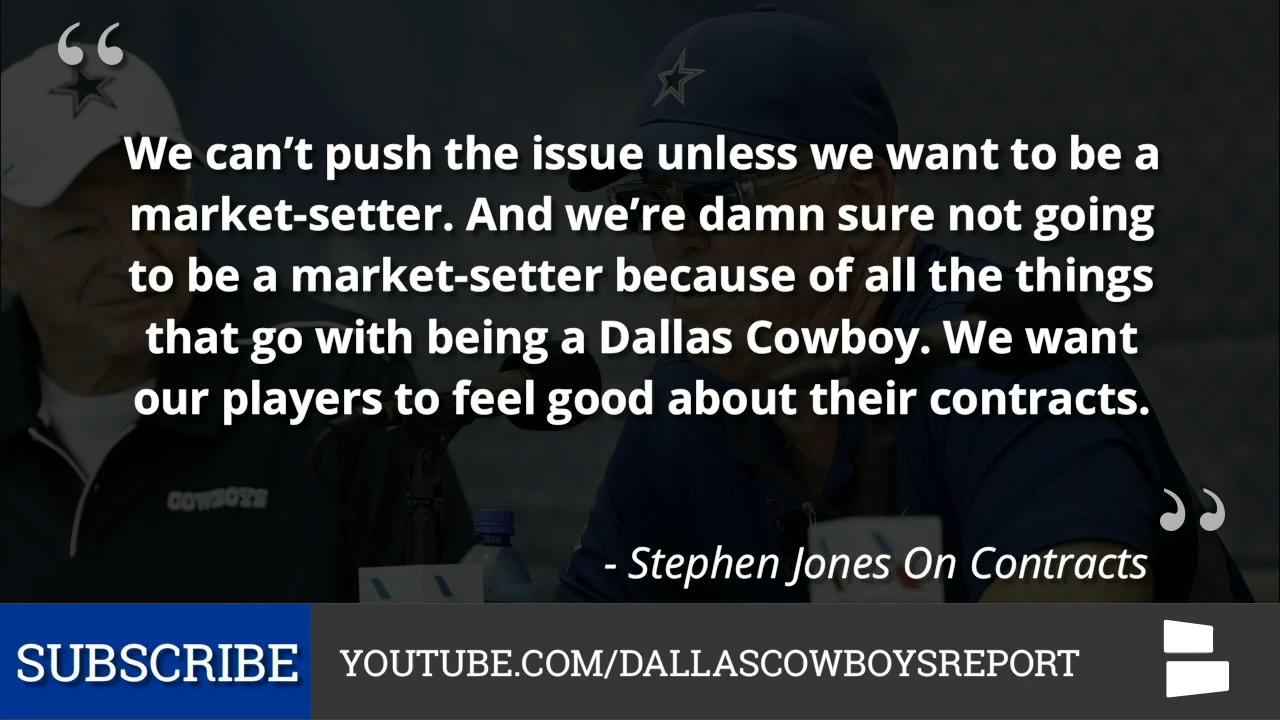 “
We can’t push the issue unless we want to be a
market-setter. And we’re damn sure not going
to be a market-setter because of all the things
that go with being a Dallas Cowboy. We want
our players to feel good about their contracts.
COWBOYS
”
- Stephen Jones On Contracts
SUBSCRIBE
YOUTUBE.COM/DALLASCOWBOYSREPORT